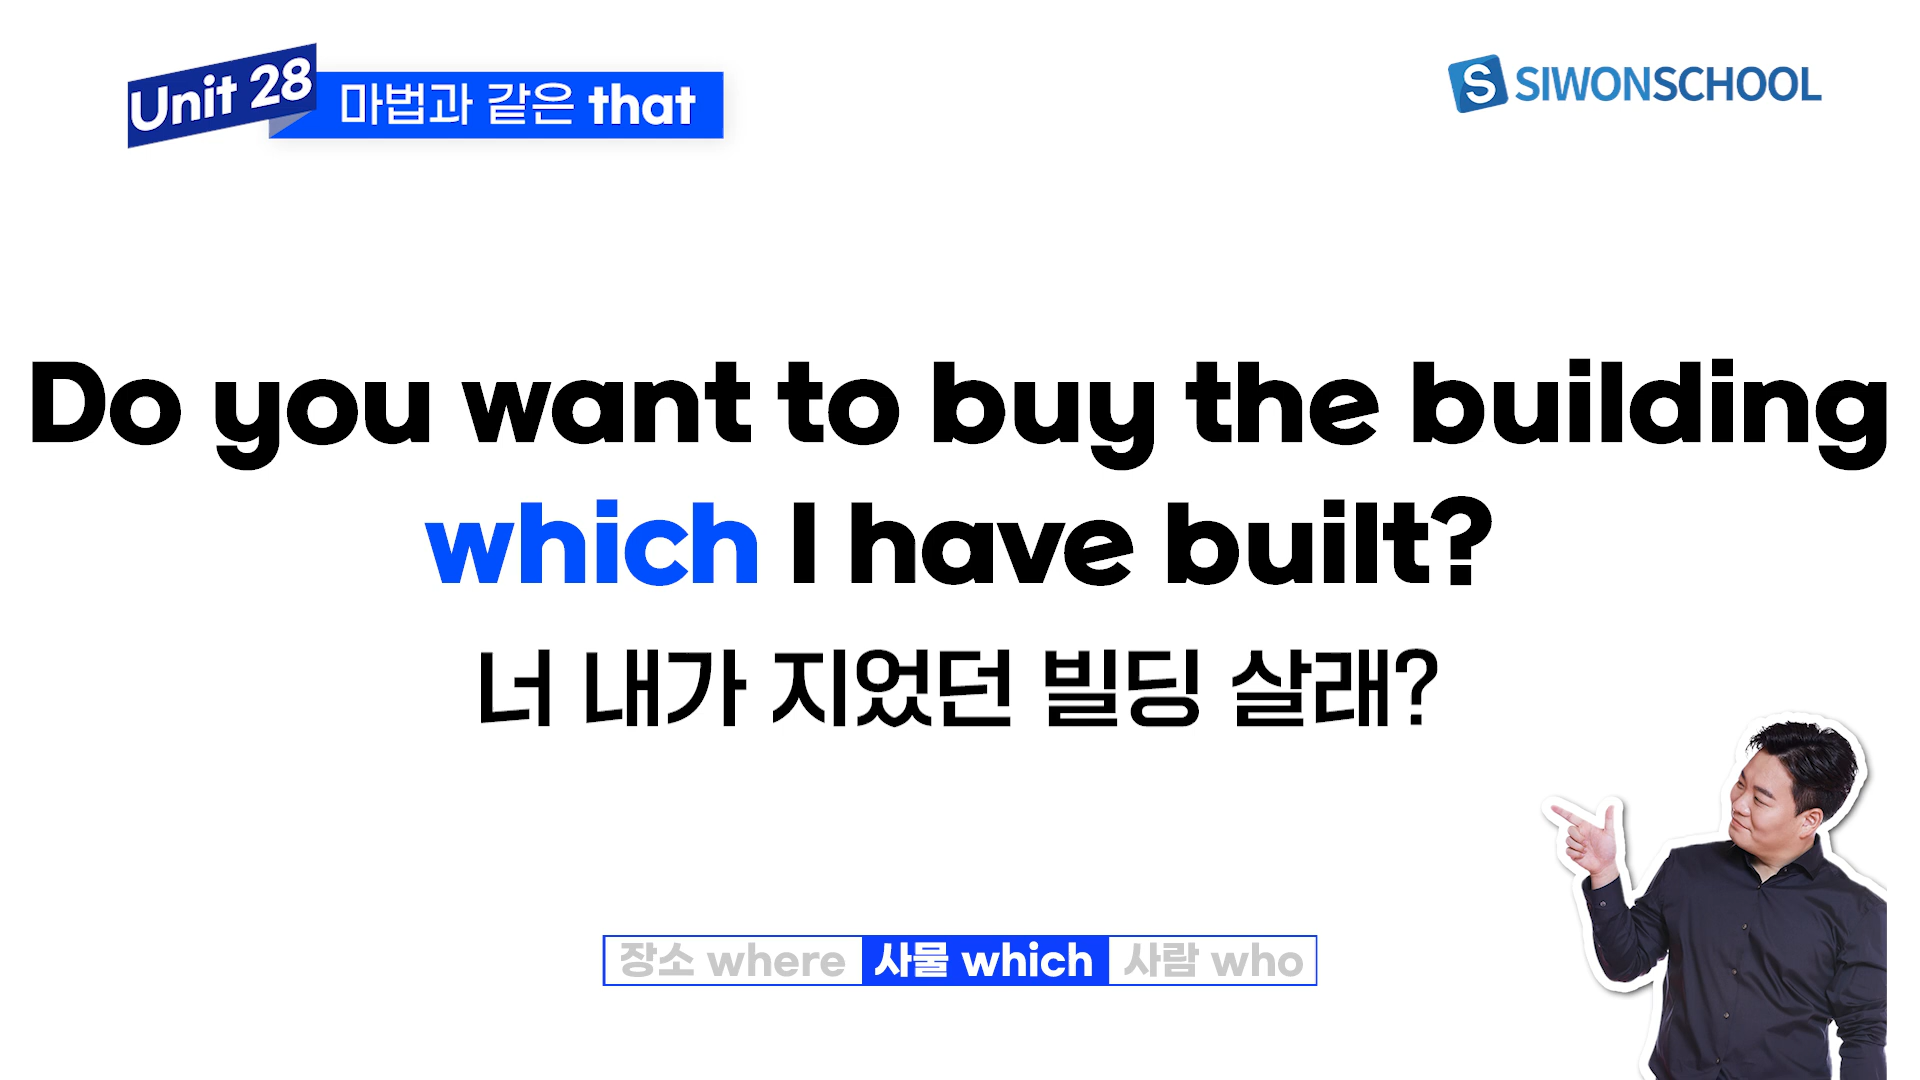 Unit 28
마법과 같은 that
S SIWONSCHOOL
Do you want to buy the building
which I have built?
너 내가 지었던 빌딩 살래?
장소 where 사물 which 사람 who